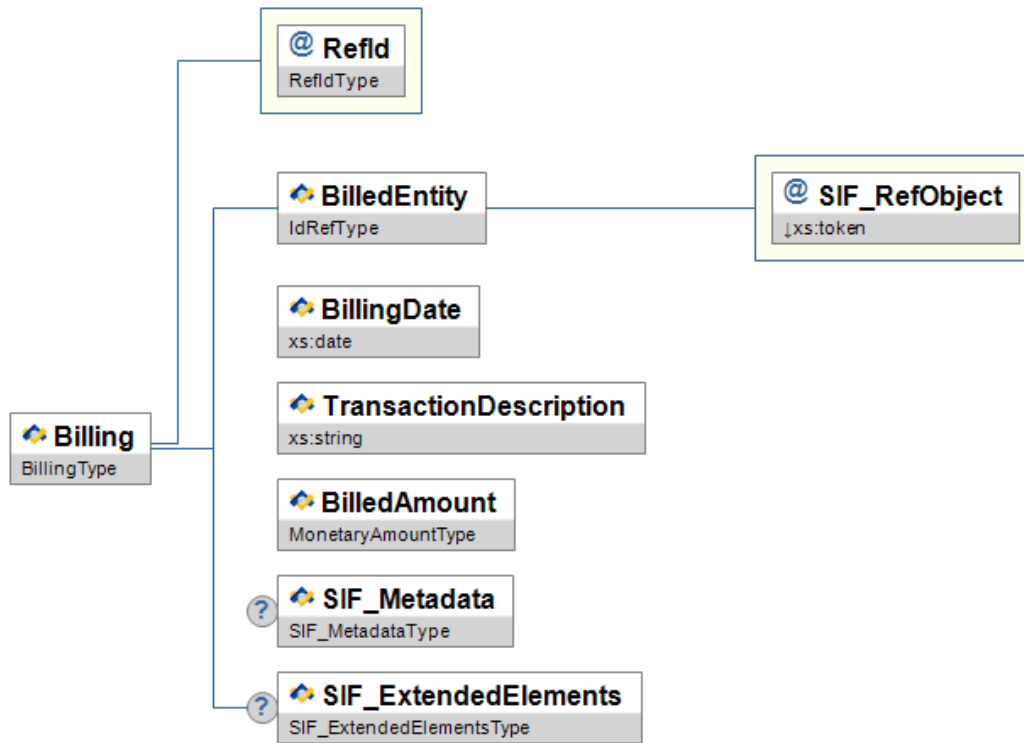 @ RefId
RefIdType
BilledEntity
IdRefType
@ SIF_RefObject
↓xs:token
BillingDate
xs:date
TransactionDescription
xs:string
Billing
BillingType
BilledAmount
MonetaryAmountType
? SIF_Metadata
SIF_MetadataType
? SIF_ExtendedElements
SIF_ExtendedElementsType